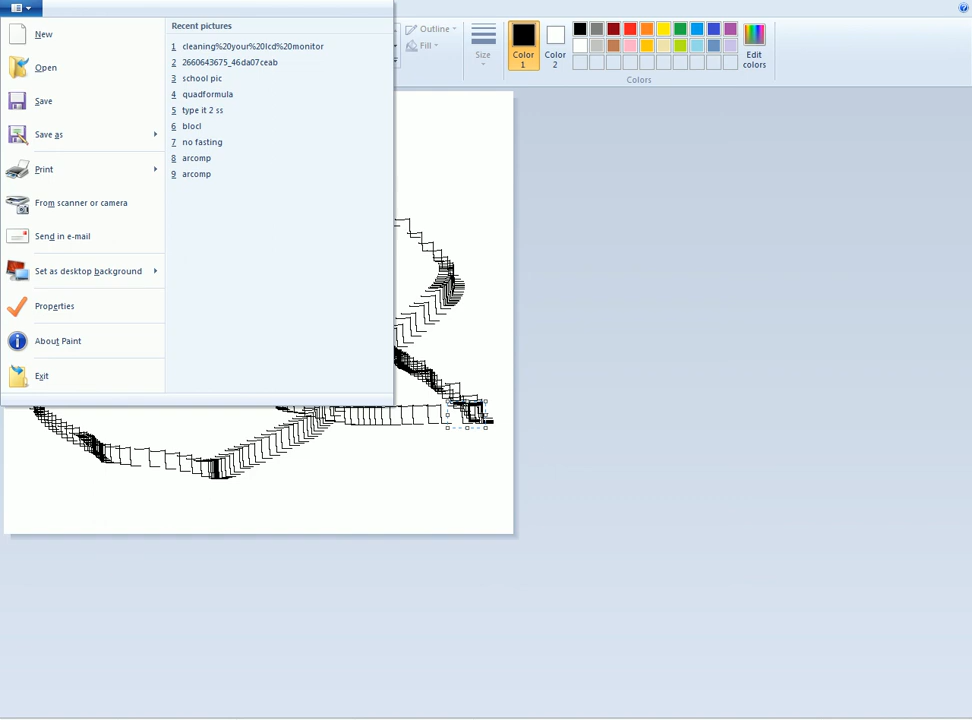 Recent pictures
New
1 cleaning%20your%20lcd%20monitor
2 2660643675_46da07ceab
Open
3 school pic
4 quadformula
Save
5 type it 2 ss
6 blocl
Save as
7 no fasting
8 arcomp
Print
9 arcomp
From scanner or camera
Send in e-mail
Set as desktop background
Properties
About Paint
Exit
Outline
Fill
Size
Color 1
Color 2
Edit colors
Colors